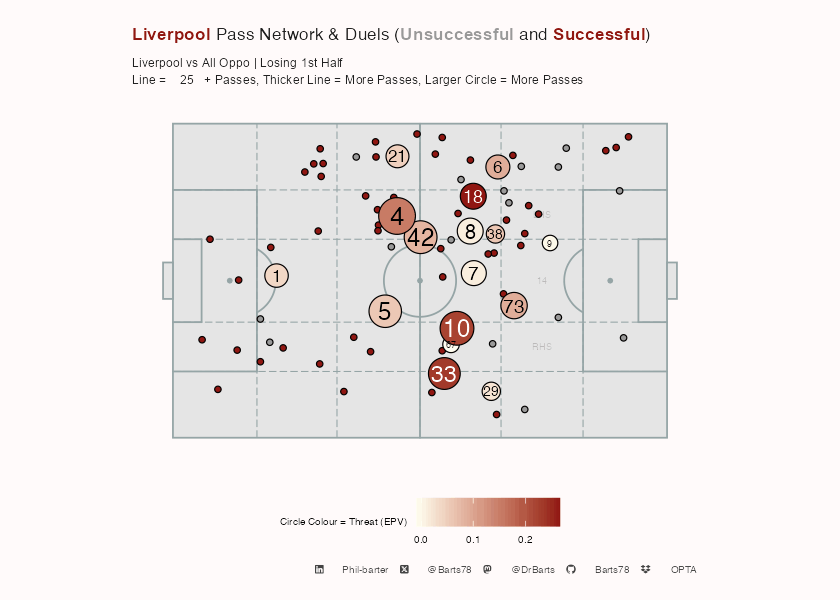 Liverpool Pass Network & Duels (Unsuccessful and Successful)
Liverpool vs All Oppo | Losing 1st Half
Line = 25 + Passes, Thicker Line = More Passes, Larger Circle = More Passes
21
6
18
4
42
8
38
9
1
7
14
5
73
10
RHS
33
29
Circle Colour = Threat (EPV)
0.0 0.1 0.2
Phil-barter @Barts78 @DrBarts Barts78 OPTA